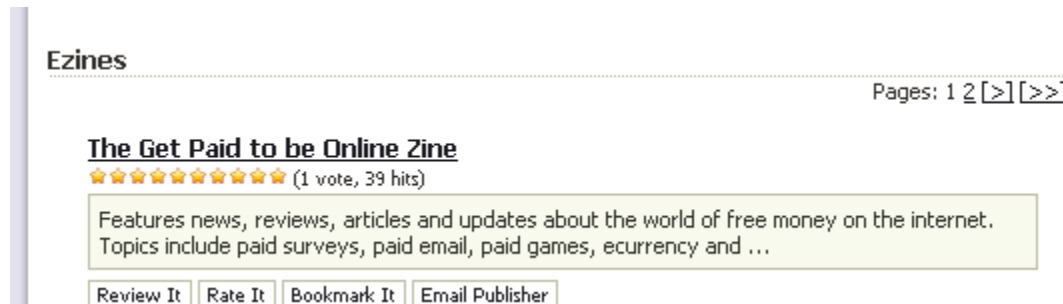 Ezines
Pages: 1 2 [>] [>>]
The Get Paid to be Online Zine
(1 vote, 39 hits)
Features news, reviews, articles and updates about the world of free money on the internet.
Topics include paid surveys, paid email, paid games, ecurrency and ...
Review It Rate It Bookmark It Email Publisher